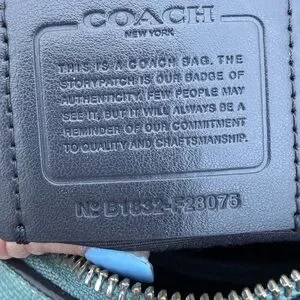 COACH
NEW YORK
THIS IS A COACH BAG. THE
STORYPATCH IS OUR BADGE OF
AUTHENTICITY. FEW PEOPLE MAY
SEE IT, BUT IT WILL ALWAYS BE A
REMINDER OF OUR COMMITMENT
TO QUALITY AND CRAFTSMANSHIP.
Nº B1832-F28075